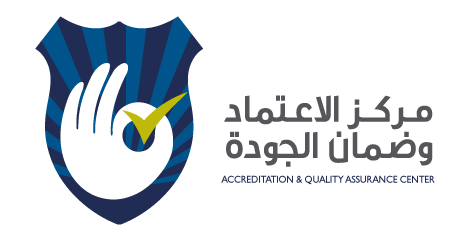 مركز الاعتماد
وضمان الجودة
ACCREDITATION & QUALITY ASSURANCE CENTER